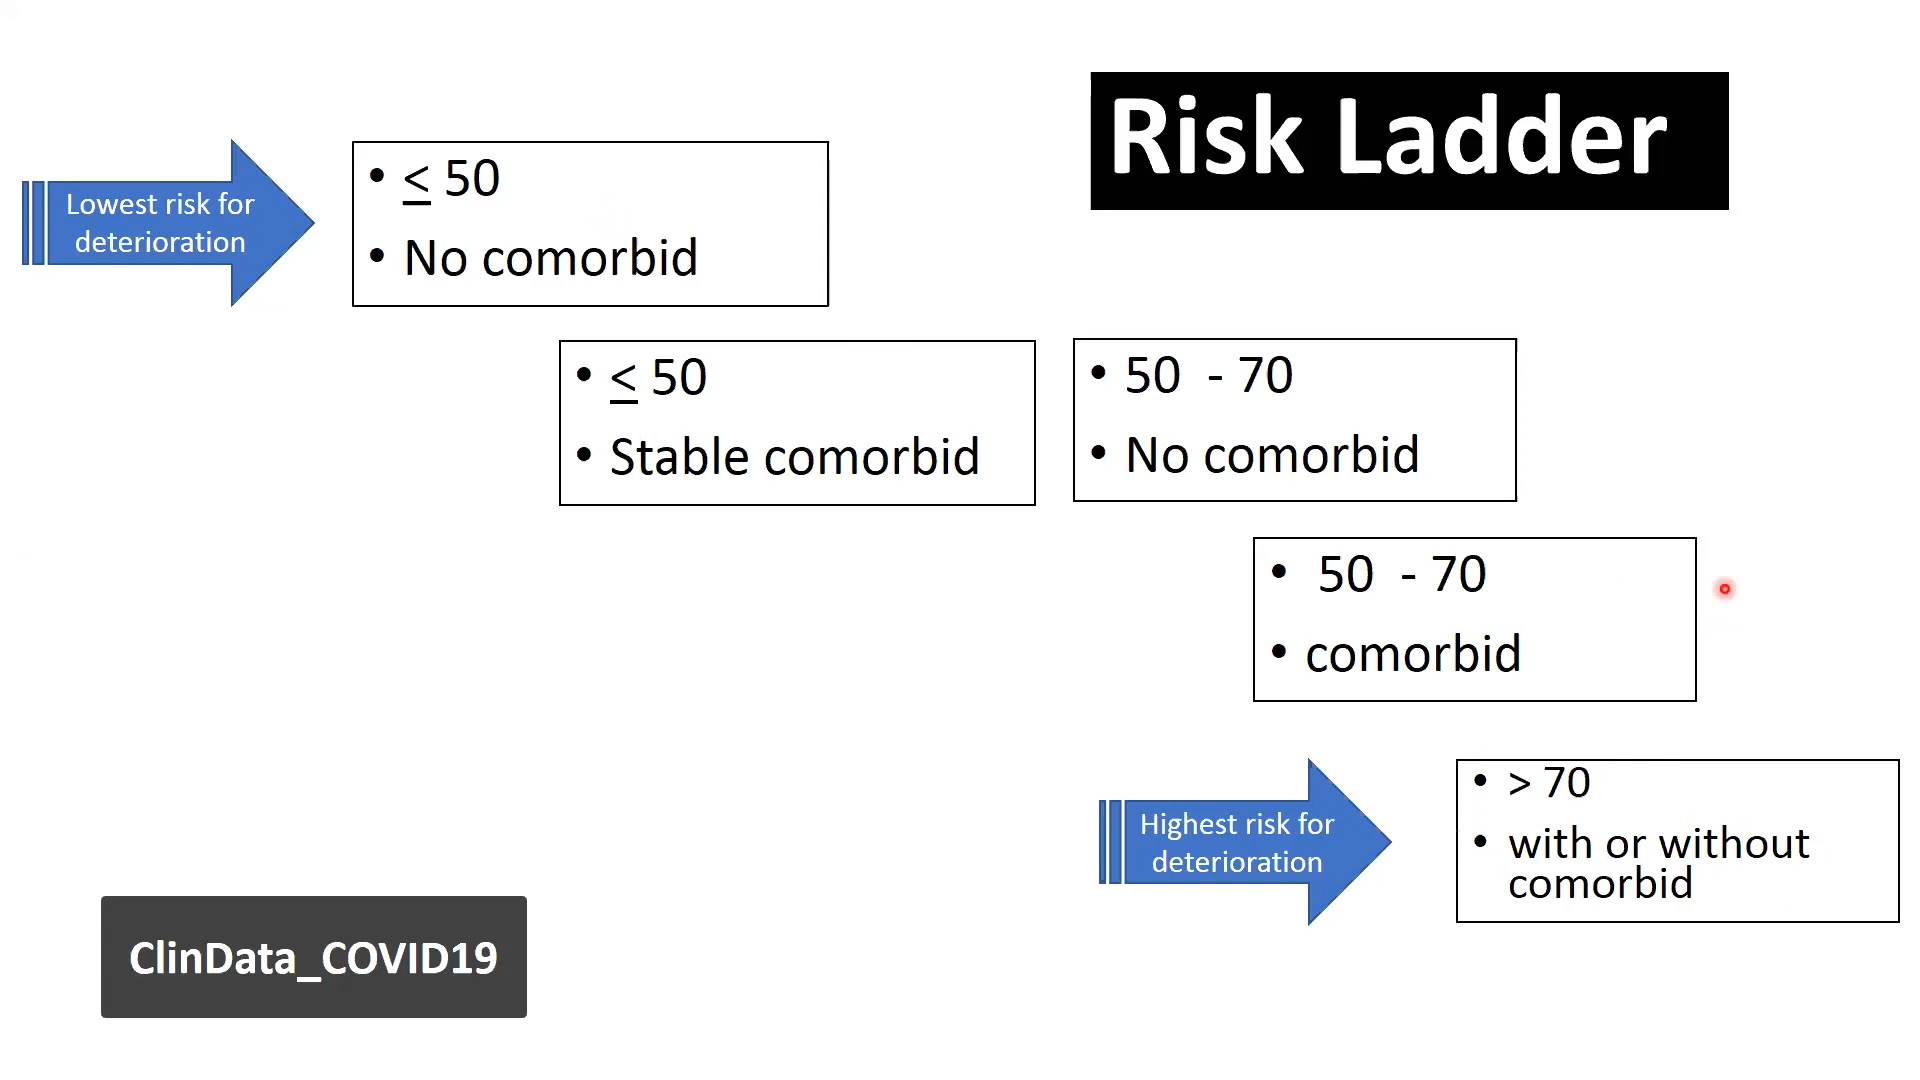 Risk Ladder
Lowest risk for
deterioration
• ≤ 50
• No comorbid
• ≤ 50
• Stable comorbid
• 50 - 70
• No comorbid
• 50 - 70
• comorbid
Highest risk for
deterioration
• > 70
• with or without
comorbid
ClinData_COVID19